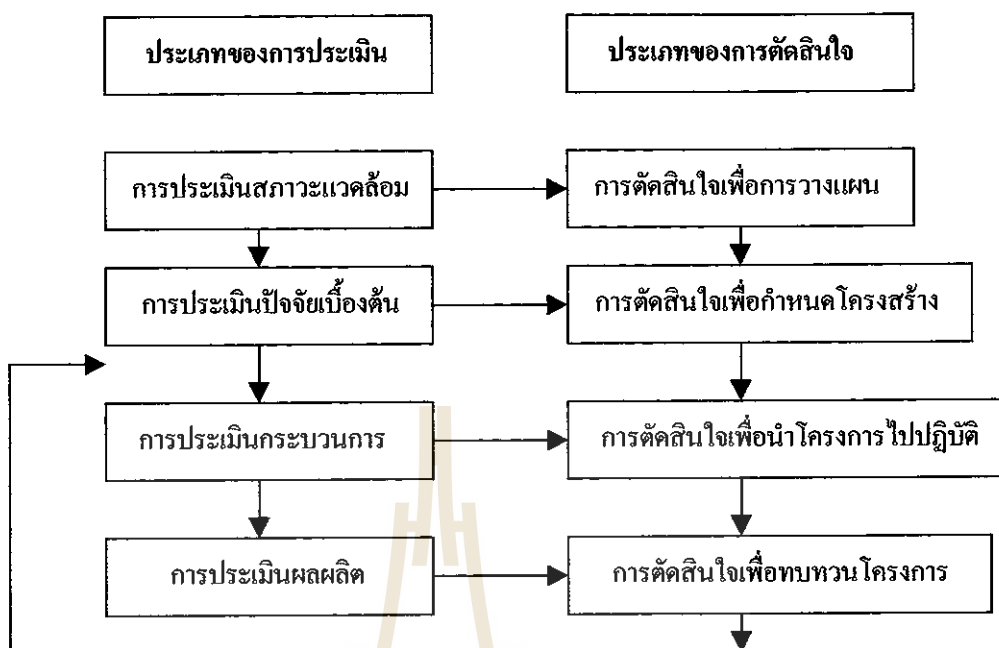 ประเภทของการประเมิน
ประเภทของการตัดสินใจ
การประเมินสภาวะแวดล้อม
การตัดสินใจเพื่อการวางแผน
การประเมินปัจจัยเบื้องต้น
การตัดสินใจเพื่อกำหนดโครงสร้าง
การประเมินกระบวนการ
การตัดสินใจเพื่อนำโครงการไปปฏิบัติ
การประเมินผลผลิต
การตัดสินใจเพื่อทบทวนโครงการ